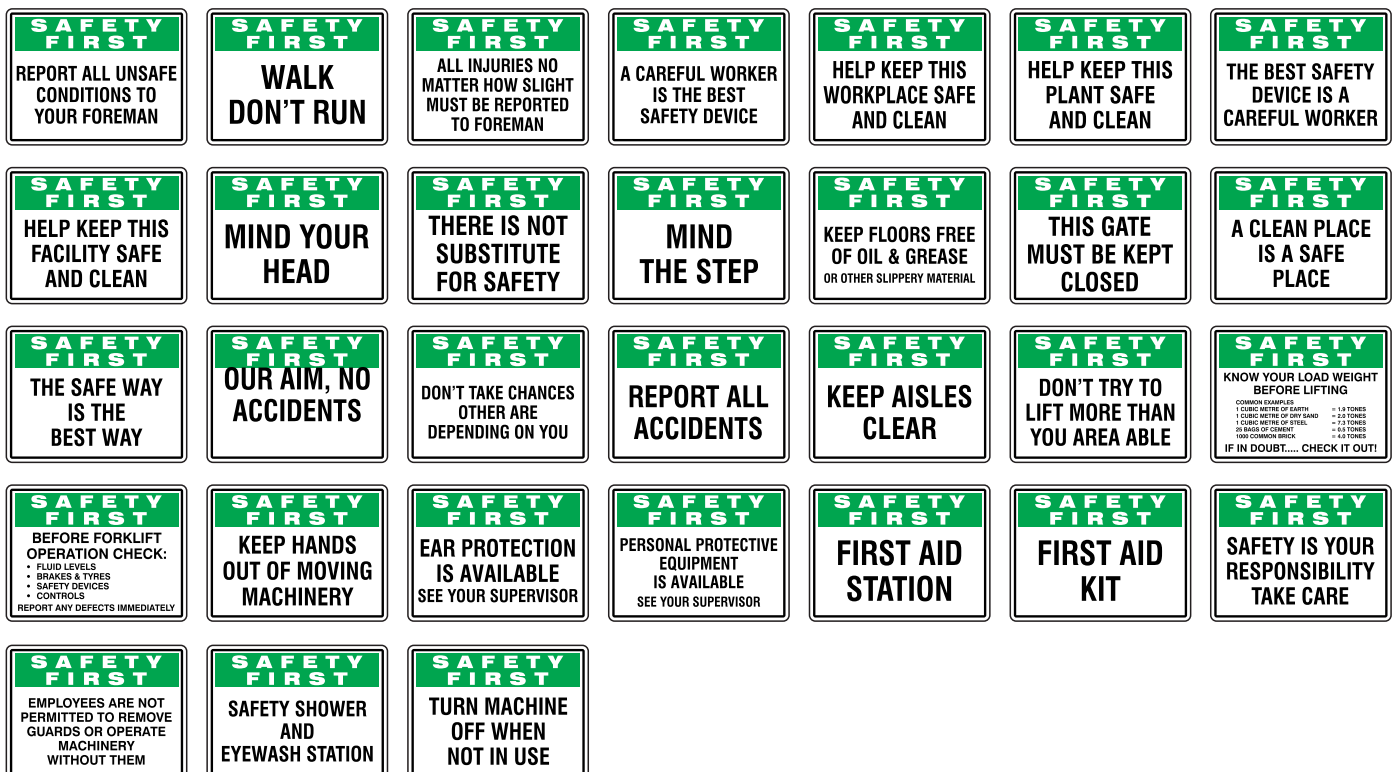 SAFETY
FIRST
REPORT ALL UNSAFE
CONDITIONS TO
YOUR FOREMAN
SAFETY
FIRST
WALK
DON'T RUN
SAFETY
FIRST
ALL INJURIES NO
MATTER HOW SLIGHT
MUST BE REPORTED
TO FOREMAN
SAFETY
FIRST
A CAREFUL WORKER
IS THE BEST
SAFETY DEVICE
SAFETY
FIRST
HELP KEEP THIS
WORKPLACE SAFE
AND CLEAN
SAFETY
FIRST
HELP KEEP THIS
PLANT SAFE
AND CLEAN
SAFETY
FIRST
THE BEST SAFETY
DEVICE IS A
CAREFUL WORKER
SAFETY
FIRST
HELP KEEP THIS
FACILITY SAFE
AND CLEAN
SAFETY
FIRST
MIND YOUR
HEAD
SAFETY
FIRST
THERE IS NOT
SUBSTITUTE
FOR SAFETY
SAFETY
FIRST
MIND
THE STEP
SAFETY
FIRST
KEEP FLOORS FREE
OF OIL & GREASE
OR OTHER SLIPPERY MATERIAL
SAFETY
FIRST
THIS GATE
MUST BE KEPT
CLOSED
SAFETY
FIRST
A CLEAN PLACE
IS A SAFE
PLACE
SAFETY
FIRST
THE SAFE WAY
IS THE
BEST WAY
SAFETY
FIRST
OUR AIM, NO
ACCIDENTS
SAFETY
FIRST
DON'T TAKE CHANCES
OTHER ARE
DEPENDING ON YOU
SAFETY
FIRST
REPORT ALL
ACCIDENTS
SAFETY
FIRST
KEEP AISLES
CLEAR
SAFETY
FIRST
DON'T TRY TO
LIFT MORE THAN
YOU AREA ABLE
SAFETY
FIRST
KNOW YOUR LOAD WEIGHT
BEFORE LIFTING
COMMON EXAMPLES
1 CUBIC METRE OF EARTH = 1.9 TONES
1 CUBIC METRE OF DRY SAND = 2.0 TONES
1 CUBIC METRE OF STEEL = 7.3 TONES
25 BAGS OF CEMENT = 0.5 TONES
1000 COMMON BRICK = 4.0 TONES
IF IN DOUBT..... CHECK IT OUT!
SAFETY
FIRST
BEFORE FORKLIFT
OPERATION CHECK:
• FLUID LEVELS
• BRAKES & TYRES
• SAFETY DEVICES
• CONTROLS
REPORT ANY DEFECTS IMMEDIATELY
SAFETY
FIRST
KEEP HANDS
OUT OF MOVING
MACHINERY
SAFETY
FIRST
EAR PROTECTION
IS AVAILABLE
SEE YOUR SUPERVISOR
SAFETY
FIRST
PERSONAL PROTECTIVE
EQUIPMENT
IS AVAILABLE
SEE YOUR SUPERVISOR
SAFETY
FIRST
FIRST AID
STATION
SAFETY
FIRST
FIRST AID
KIT
SAFETY
FIRST
SAFETY IS YOUR
RESPONSIBILITY
TAKE CARE
SAFETY
FIRST
EMPLOYEES ARE NOT
PERMITTED TO REMOVE
GUARDS OR OPERATE
MACHINERY
WITHOUT THEM
SAFETY
FIRST
SAFETY SHOWER
AND
EYEWASH STATION
SAFETY
FIRST
TURN MACHINE
OFF WHEN
NOT IN USE